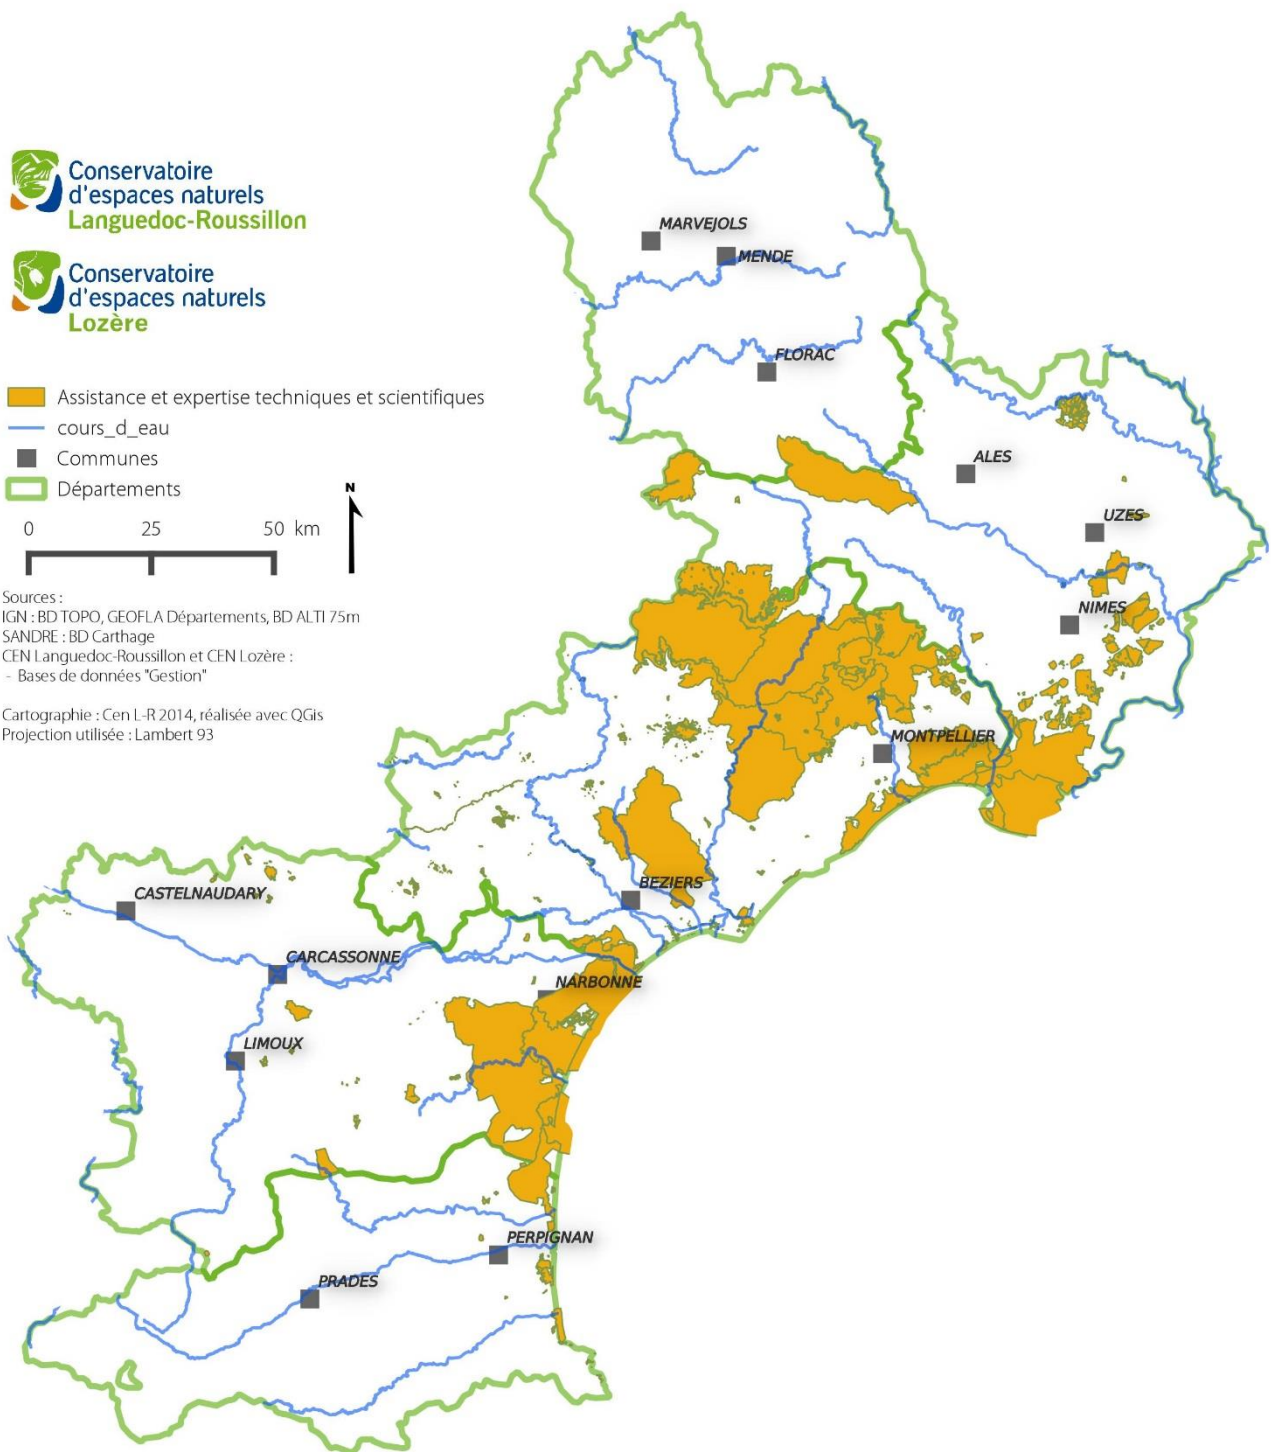 Conservatoire
d'espaces naturels
Languedoc-Roussillon
Conservatoire
d'espaces naturels
Lozère
Assistance et expertise techniques et scientifiques
cours_d_eau
Communes
Départements
N
0 25 50 km
Sources :
IGN : BD TOPO, GEOFLA Départements, BD ALTI 75m
SANDRE : BD Carthage
CEN Languedoc-Roussillon et CEN Lozère :
- Bases de données "Gestion"
Cartographie : Cen L-R 2014, réalisée avec QGis
Projection utilisée : Lambert 93
MARVEJOLS
MENDE
FLORAC
ALES
UZES
NIMES
MONTPELLIER
BEZIERS
CASTELNAUDARY
CARCASSONNE
NARBONNE
LIMOUX
PERPIGNAN
PRADES